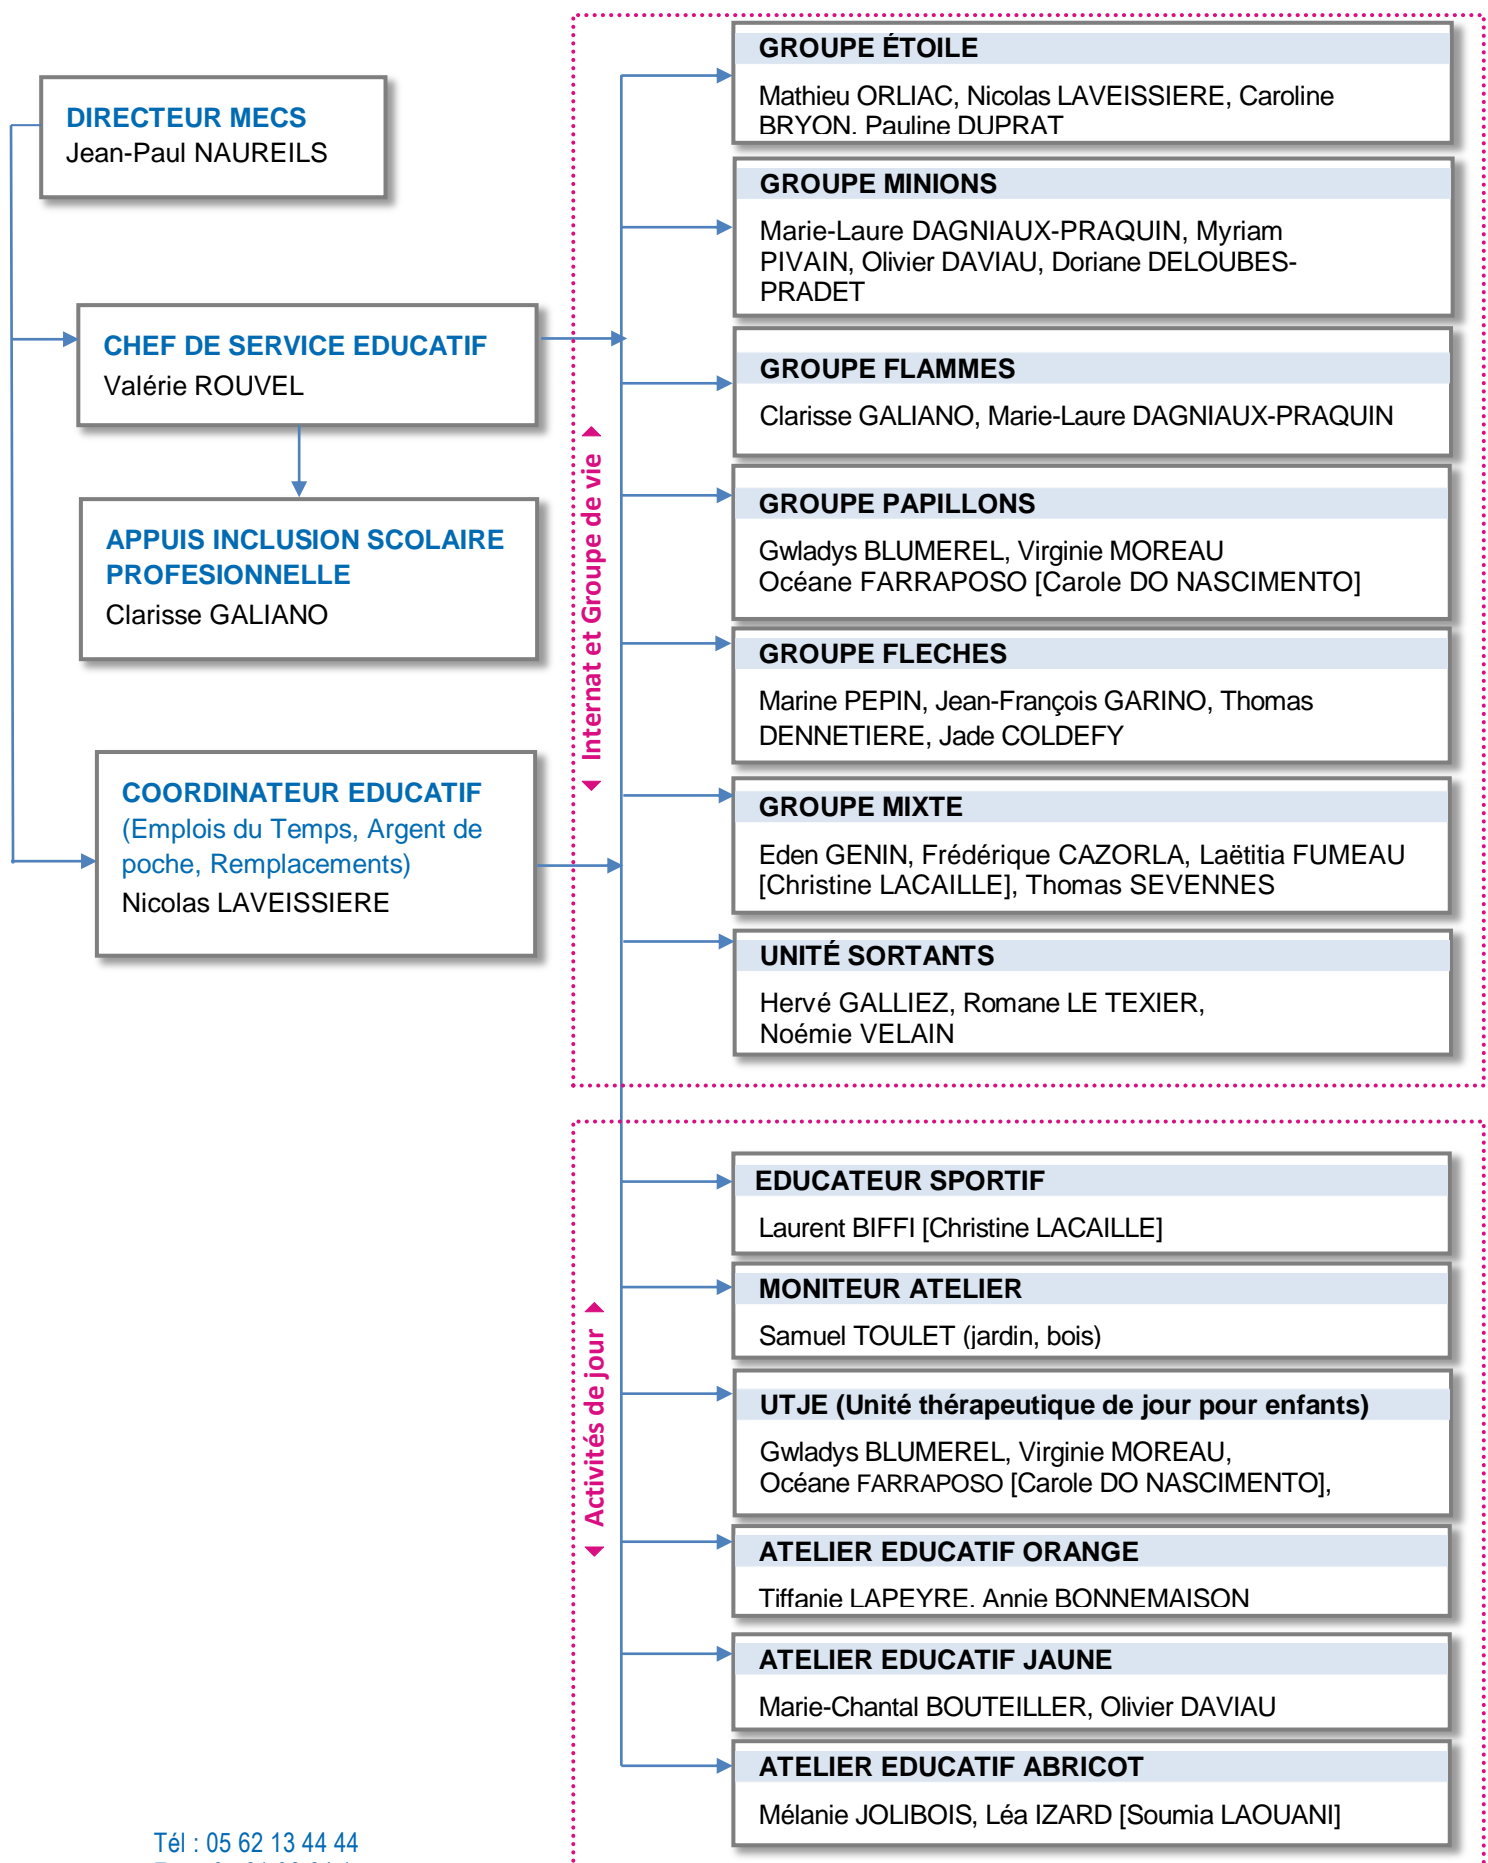 DIRECTEUR MECS
Jean-Paul NAUREILS
CHEF DE SERVICE EDUCATIF
Valérie ROUVEL
APPUIS INCLUSION SCOLAIRE
PROFESIONNELLE
Clarisse GALIANO
COORDINATEUR EDUCATIF
(Emplois du Temps, Argent de
poche, Remplacements)
Nicolas LAVEISSIERE
Internat et Groupe de vie
GROUPE ÉTOILE
Mathieu ORLIAC, Nicolas LAVEISSIERE, Caroline
BRYON, Pauline DUPRAT
GROUPE MINIONS
Marie-Laure DAGNIAUX-PRAQUIN, Myriam
PIVAIN, Olivier DAVIAU, Doriane DELOUBES-
PRADET
GROUPE FLAMMES
Clarisse GALIANO, Marie-Laure DAGNIAUX-PRAQUIN
GROUPE PAPILLONS
Gwladys BLUMEREL, Virginie MOREAU
Océane FARRAPOSO [Carole DO NASCIMENTO]
GROUPE FLECHES
Marine PEPIN, Jean-François GARINO, Thomas
DENNETIERE, Jade COLDEFY
GROUPE MIXTE
Eden GENIN, Frédérique CAZORLA, Laëtitia FUMEAU
[Christine LACAILLE], Thomas SEVENNES
UNITÉ SORTANTS
Hervé GALLIEZ, Romane LE TEXIER,
Noémie VELAIN
Activités de jour
EDUCATEUR SPORTIF
Laurent BIFFI [Christine LACAILLE]
MONITEUR ATELIER
Samuel TOULET (jardin, bois)
UTJE (Unité thérapeutique de jour pour enfants)
Gwladys BLUMEREL, Virginie MOREAU,
Océane FARRAPOSO [Carole DO NASCIMENTO],
ATELIER EDUCATIF ORANGE
Tiffanie LAPEYRE, Annie BONNEMAISON
ATELIER EDUCATIF JAUNE
Marie-Chantal BOUTEILLER, Olivier DAVIAU
ATELIER EDUCATIF ABRICOT
Mélanie JOLIBOIS, Léa IZARD [Soumia LAOUANI]
Tél : 05 62 13 44 44